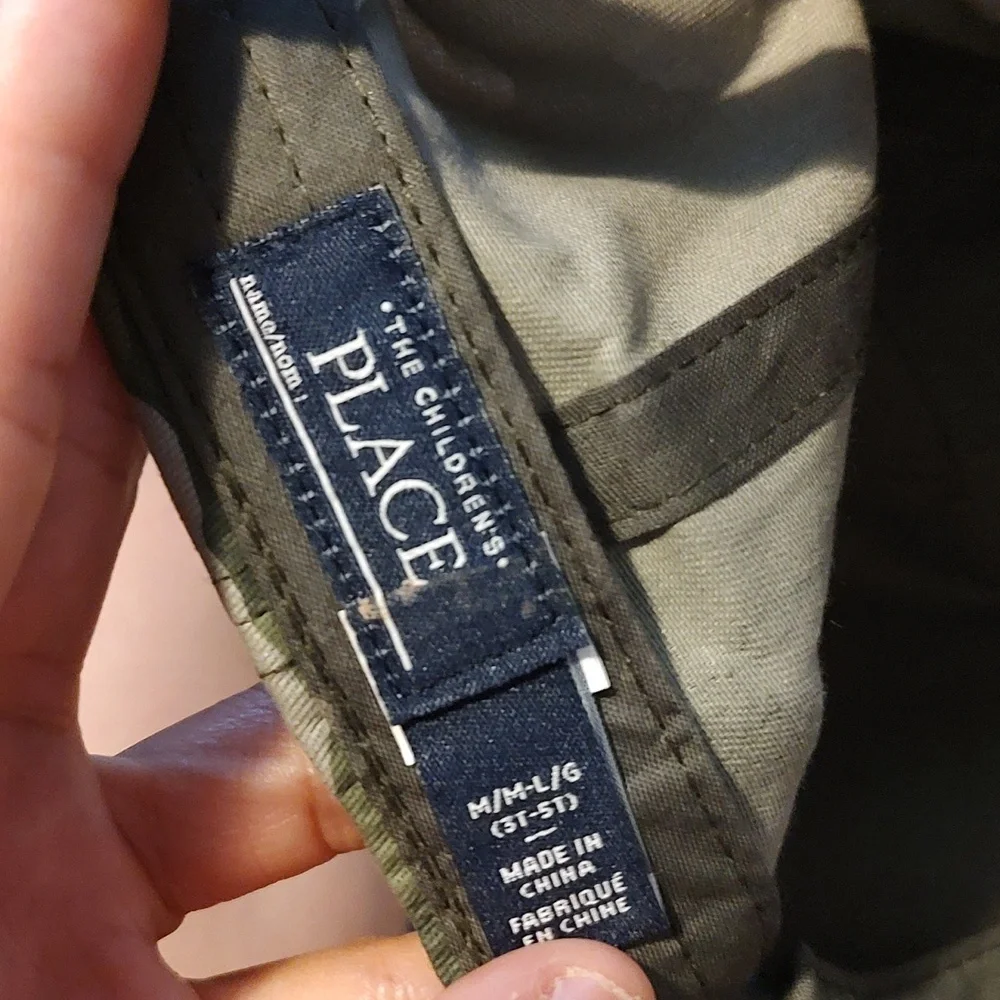 • THE CHILDREN'S •
PLACE
name/nom
M/M-L/G
(3T-5T)
MADE IN
CHINA
FABRIQUÉ
EN CHINE